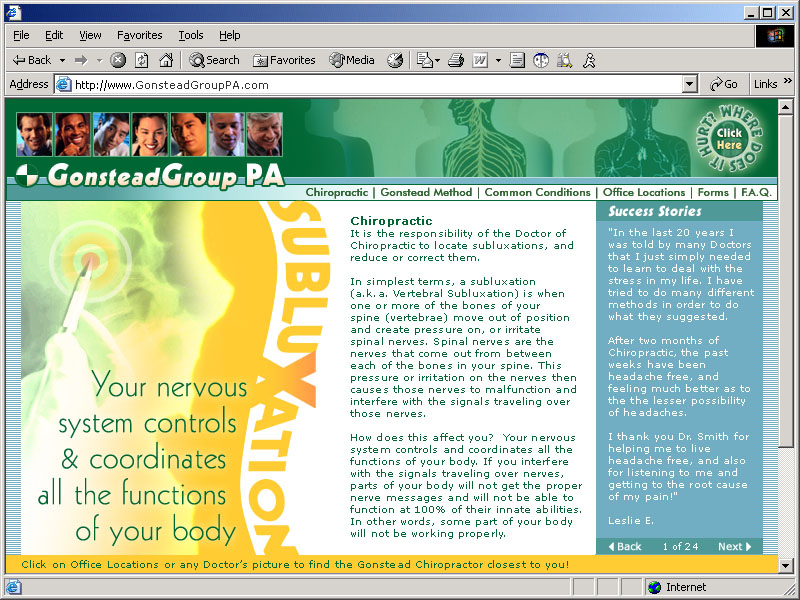 File Edit View Favorites Tools Help
Back Search Favorites Media
Address http://www.GonsteadGroupPA.com Go Links »
WHERE DOES IT HURT?
Click
Here
GonsteadGroup PA
Chiropractic | Gonstead Method | Common Conditions | Office Locations | Forms | F.A.Q.
SUBLUXATION
Your nervous
system controls
& coordinates
all the functions
of your body
Chiropractic
It is the responsibility of the Doctor of
Chiropractic to locate subluxations, and
reduce or correct them.
In simplest terms, a subluxation
(a.k.a. Vertebral Subluxation) is when
one or more of the bones of your
spine (vertebrae) move out of position
and create pressure on, or irritate
spinal nerves. Spinal nerves are the
nerves that come out from between
each of the bones in your spine. This
pressure or irritation on the nerves then
causes those nerves to malfunction and
interfere with the signals traveling over
those nerves.
How does this affect you?  Your nervous
system controls and coordinates all the
functions of your body. If you interfere
with the signals traveling over nerves,
parts of your body will not get the proper
nerve messages and will not be able to
function at 100% of their innate abilities.
In other words, some part of your body
will not be working properly.
Success Stories
"In the last 20 years I
was told by many Doctors
that I just simply needed
to learn to deal with the
stress in my life. I have
tried to do many different
methods in order to do
what they suggested.
After two months of
Chiropractic, the past
weeks have been
headache free, and
feeling much better as to
the the lesser possibility
of headaches.
I thank you Dr. Smith for
helping me to live
headache free, and also
for listening to me and
getting to the root cause
of my pain!"
Leslie E.
Back 1 of 24 Next
Click on Office Locations or any Doctor's picture to find the Gonstead Chiropractor closest to you!
Internet